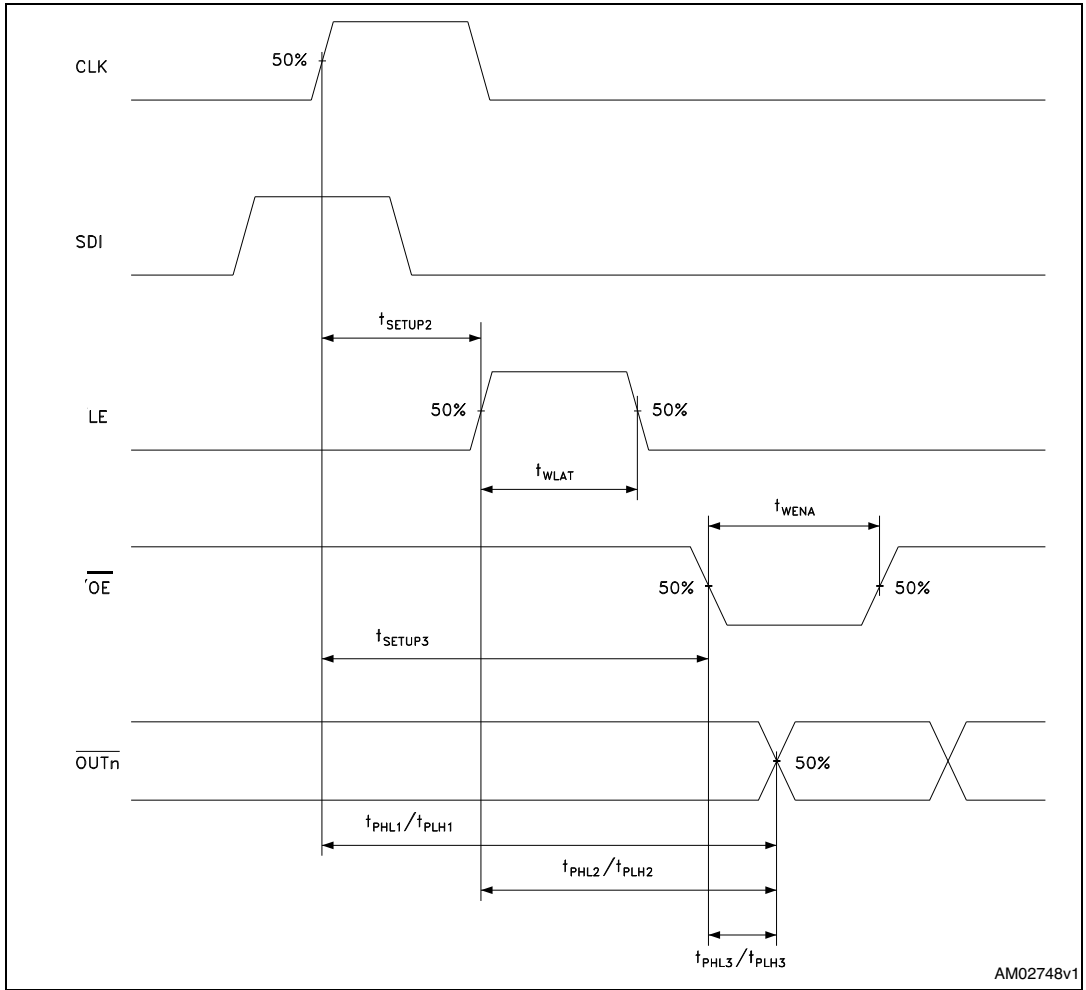 CLK
50%
SDI
tSETUP2
LE
50%
50%
tWLAT
tWENA
'OE
50%
50%
tSETUP3
OUTn
50%
tPHL1/tPLH1
tPHL2/tPLH2
tPHL3/tPLH3
AM02748v1